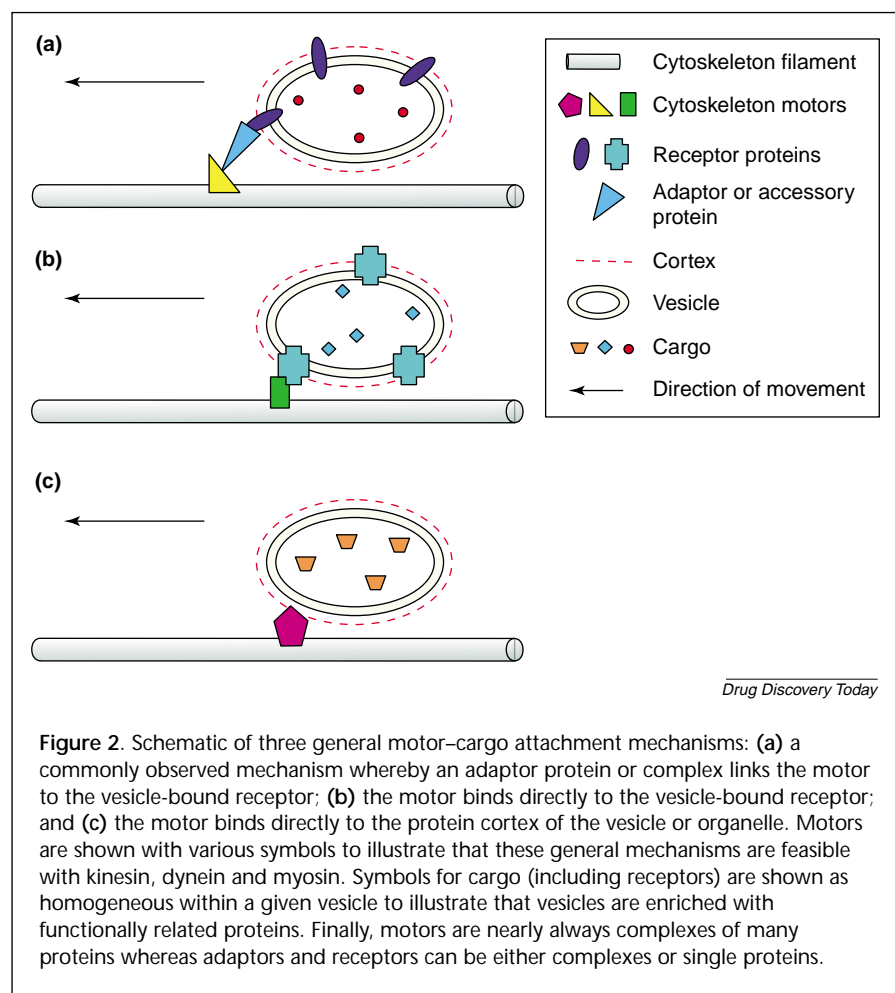 (a)
Cytoskeleton filament
Cytoskeleton motors
Receptor proteins
Adaptor or accessory
protein
(b)
Cortex
Vesicle
Cargo
Direction of movement
(c)
Drug Discovery Today
Figure 2. Schematic of three general motor–cargo attachment mechanisms: (a) a
commonly observed mechanism whereby an adaptor protein or complex links the motor
to the vesicle-bound receptor; (b) the motor binds directly to the vesicle-bound receptor;
and (c) the motor binds directly to the protein cortex of the vesicle or organelle. Motors
are shown with various symbols to illustrate that these general mechanisms are feasible
with kinesin, dynein and myosin. Symbols for cargo (including receptors) are shown as
homogeneous within a given vesicle to illustrate that vesicles are enriched with
functionally related proteins. Finally, motors are nearly always complexes of many
proteins whereas adaptors and receptors can be either complexes or single proteins.